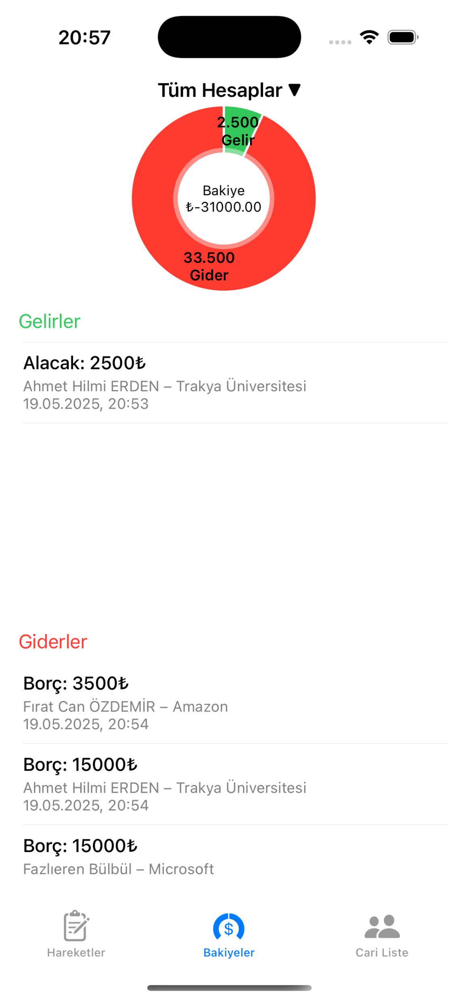 20:57
Tüm Hesaplar ▼
2.500
Gelir
Bakiye
₺-31000.00
33.500
Gider
Gelirler
Alacak: 2500₺
Ahmet Hilmi ERDEN – Trakya Üniversitesi
19.05.2025, 20:53
Giderler
Borç: 3500₺
Fırat Can ÖZDEMİR – Amazon
19.05.2025, 20:54
Borç: 15000₺
Ahmet Hilmi ERDEN – Trakya Üniversitesi
19.05.2025, 20:54
Borç: 15000₺
Fazlıeren Bülbül – Microsoft
$
Hareketler
Bakiyeler
Cari Liste